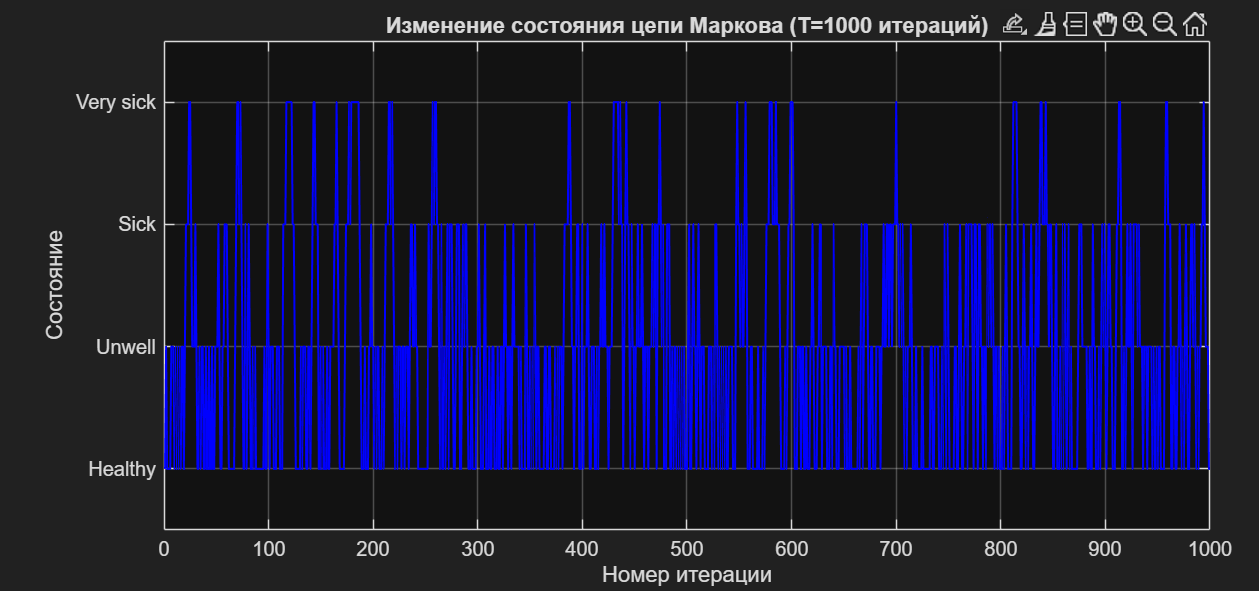 Изменение состояния цепи Маркова (T=1000 итераций)
Very sick
Sick
Unwell
Healthy
Состояние
0 100 200 300 400 500 600 700 800 900 1000
Номер итерации